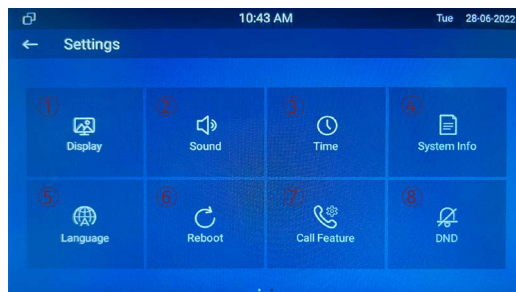 10:43 AM Tue 28-06-2022
← Settings
① ② ③ ④
Display Sound Time System Info
⑤ ⑥ ⑦ ⑧
Language Reboot Call Feature DND